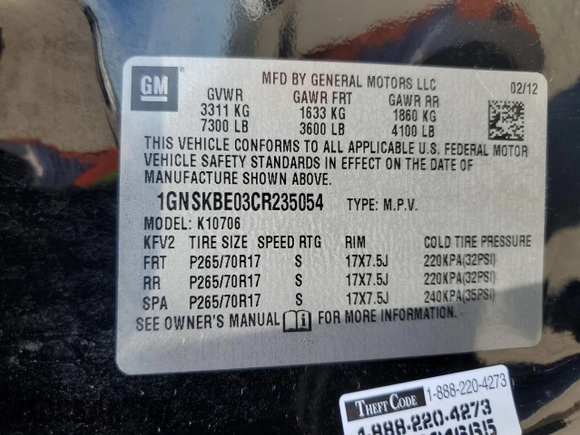 GM
MFD BY GENERAL MOTORS LLC
02/12
GVWR GAWR FRT GAWR RR
3311 KG 1633 KG 1860 KG
7300 LB 3600 LB 4100 LB
THIS VEHICLE CONFORMS TO ALL APPLICABLE U.S. FEDERAL MOTOR
VEHICLE SAFETY STANDARDS IN EFFECT ON THE DATE OF
MANUFACTURE SHOWN ABOVE.
1GNSKBE03CR235054 TYPE: M.P.V.
MODEL: K10706
KFV2 TIRE SIZE SPEED RTG RIM COLD TIRE PRESSURE
FRT P265/70R17 S 17X7.5J 220KPA(32PSI)
RR P265/70R17 S 17X7.5J 220KPA(32PSI)
SPA P265/70R17 S 17X7.5J 240KPA(35PSI)
SEE OWNER'S MANUAL FOR MORE INFORMATION.
THEFT CODE 1-888-220-4273
1-888-220-4273